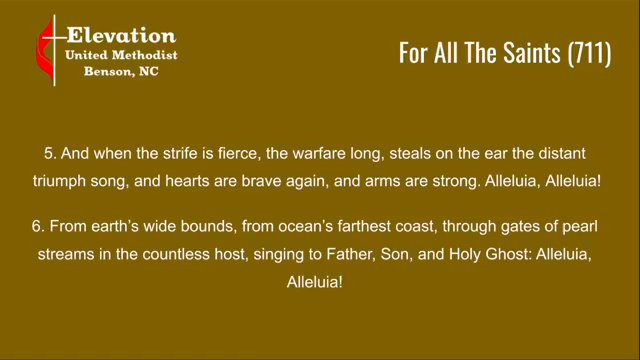 Elevation
United Methodist
Benson, NC
For All The Saints (711)
5. And when the strife is fierce, the warfare long, steals on the ear the distant
triumph song, and hearts are brave again, and arms are strong. Alleluia, Alleluia!
6. From earth's wide bounds, from ocean's farthest coast, through gates of pearl
streams in the countless host, singing to Father, Son, and Holy Ghost: Alleluia,
Alleluia!